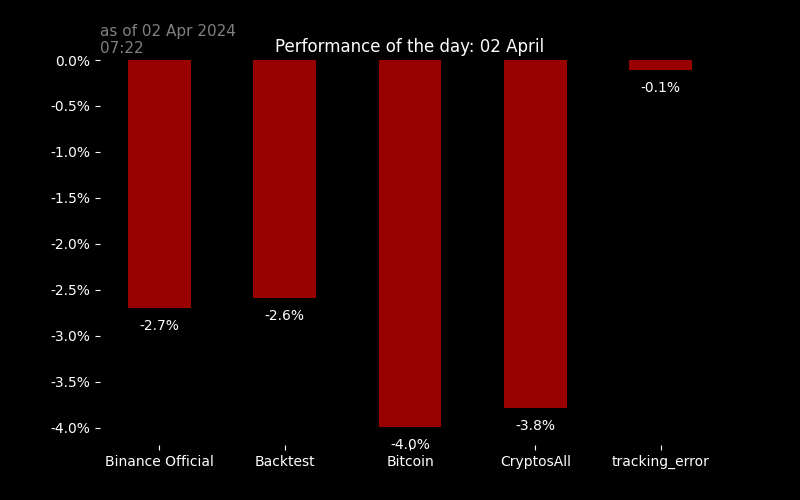 as of 02 Apr 2024
07:22
Performance of the day: 02 April
0.0%
-0.5%
-1.0%
-1.5%
-2.0%
-2.5%
-3.0%
-3.5%
-4.0%
-2.7%
-2.6%
-4.0%
-3.8%
-0.1%
Binance Official
Backtest
Bitcoin
CryptosAll
tracking_error